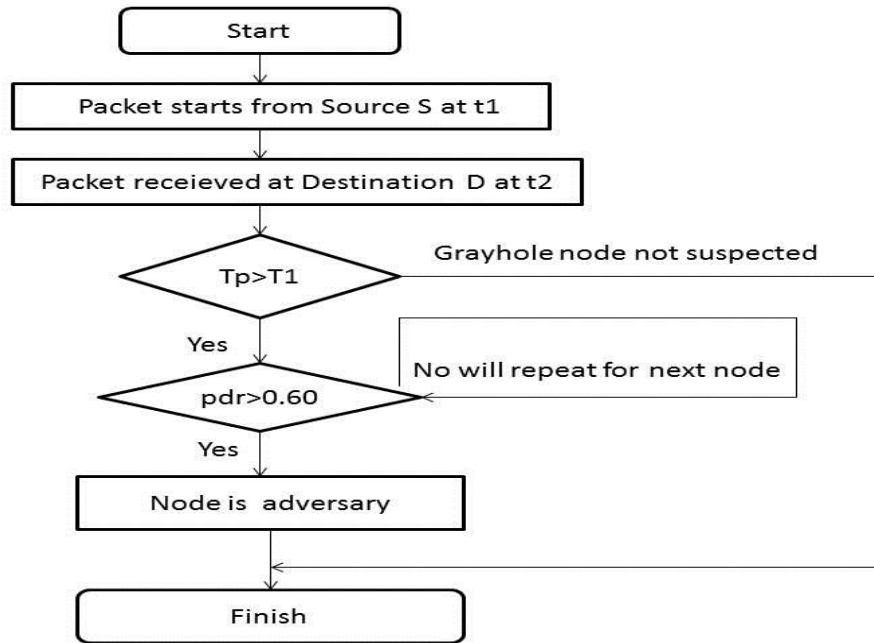 Start
Packet starts from Source S at t1
Packet receieved at Destination D at t2
Tp>T1
Grayhole node not suspected
Yes
No will repeat for next node
pdr>0.60
Yes
Node is adversary
Finish